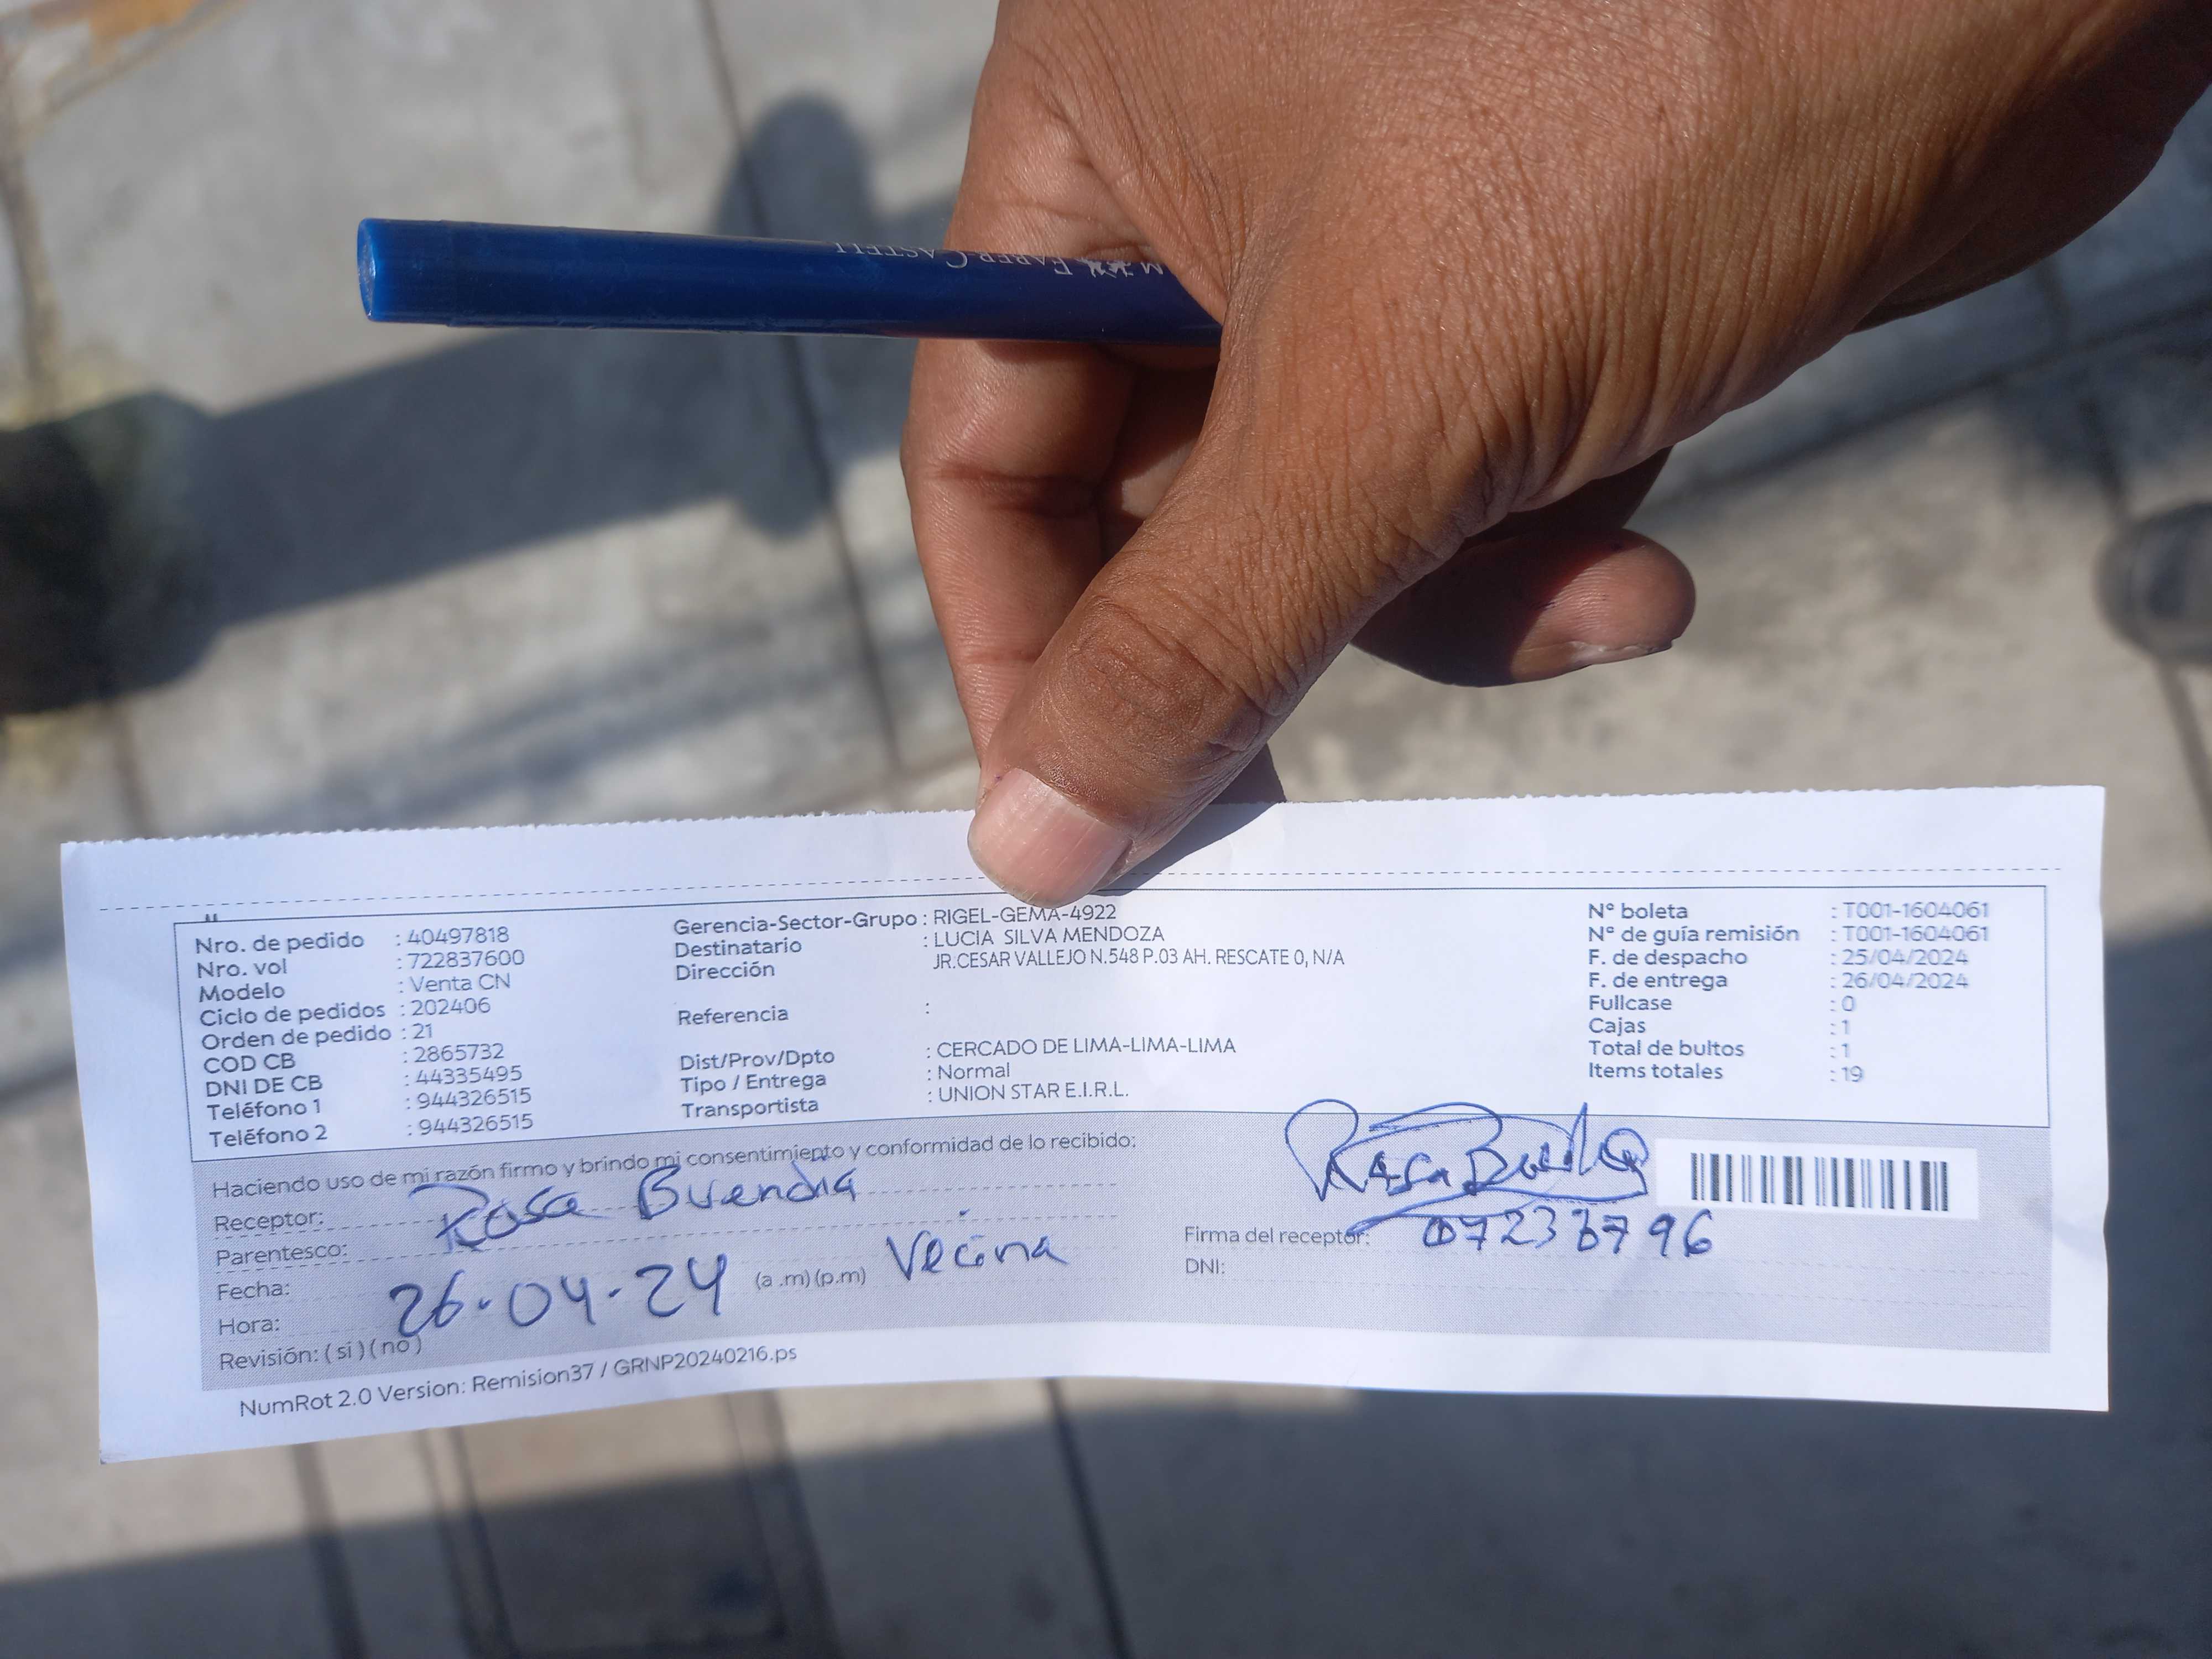 FABER-CASTELL
Nro. de pedido : 40497818
Nro. vol : 722837600
Modelo : Venta CN
Ciclo de pedidos : 202406
Orden de pedido : 21
COD CB : 2865732
DNI DE CB : 44335495
Teléfono 1 : 944326515
Teléfono 2 : 944326515
Gerencia-Sector-Grupo : RIGEL-GEMA-4922
Destinatario : LUCIA SILVA MENDOZA
Dirección JR.CESAR VALLEJO N.548 P.03 AH. RESCATE 0, N/A
Referencia :
Dist/Prov/Dpto : CERCADO DE LIMA-LIMA-LIMA
Tipo / Entrega : Normal
Transportista : UNION STAR E.I.R.L.
Nº boleta : T001-1604061
Nº de guía remisión : T001-1604061
F. de despacho : 25/04/2024
F. de entrega : 26/04/2024
Fullcase : 0
Cajas : 1
Total de bultos : 1
Items totales : 19
Haciendo uso de mi razón firmo y brindo mi consentimiento y conformidad de lo recibido:
Receptor: Rosa Buendia
Parentesco:
Fecha: 26-04-24 (a .m) (p.m) Vecina
Hora:
Revisión: ( si ) ( no )
Firma del receptor: 07233796
DNI:
NumRot 2.0 Version: Remision37 / GRNP20240216.ps